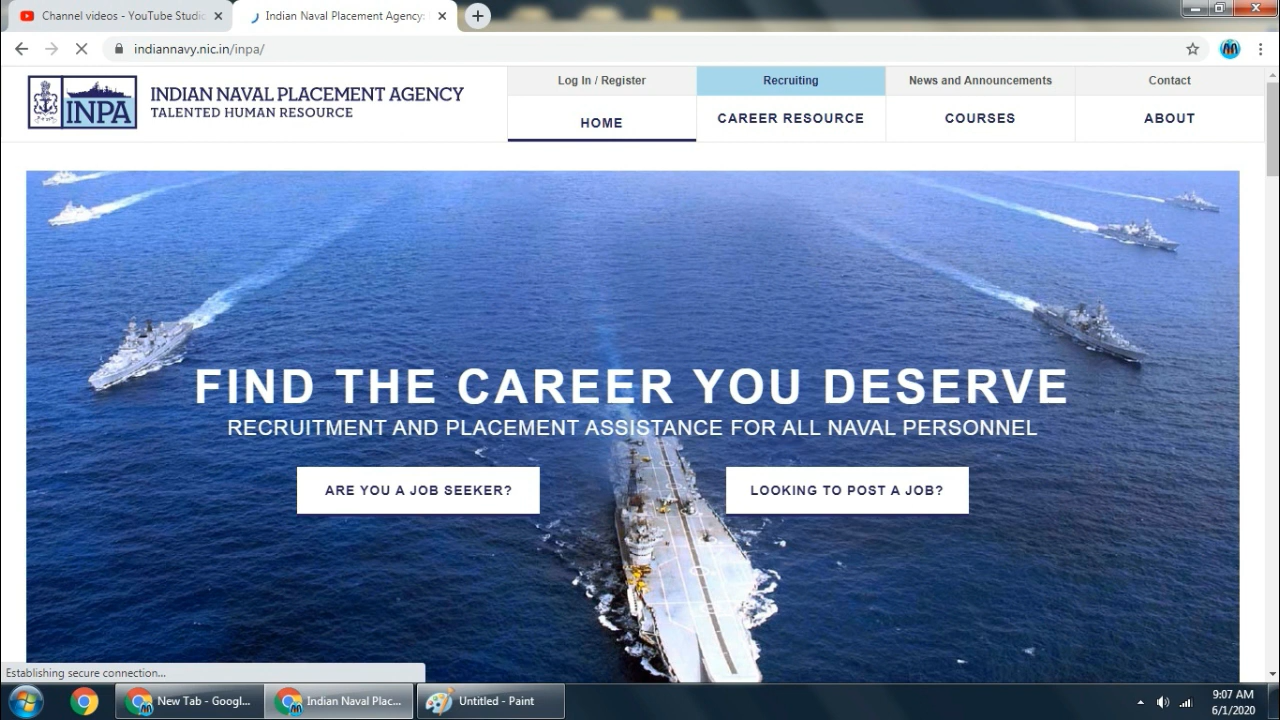 Channel videos - YouTube Studio
Indian Naval Placement Agency:
indiannavy.nic.in/inpa/
INPA
INDIAN NAVAL PLACEMENT AGENCY
TALENTED HUMAN RESOURCE
Log In / Register
Recruiting
News and Announcements
Contact
HOME
CAREER RESOURCE
COURSES
ABOUT
FIND THE CAREER YOU DESERVE
RECRUITMENT AND PLACEMENT ASSISTANCE FOR ALL NAVAL PERSONNEL
ARE YOU A JOB SEEKER?
LOOKING TO POST A JOB?
Establishing secure connection...
New Tab - Googl...
Indian Naval Plac...
Untitled - Paint
9:07 AM
6/1/2020